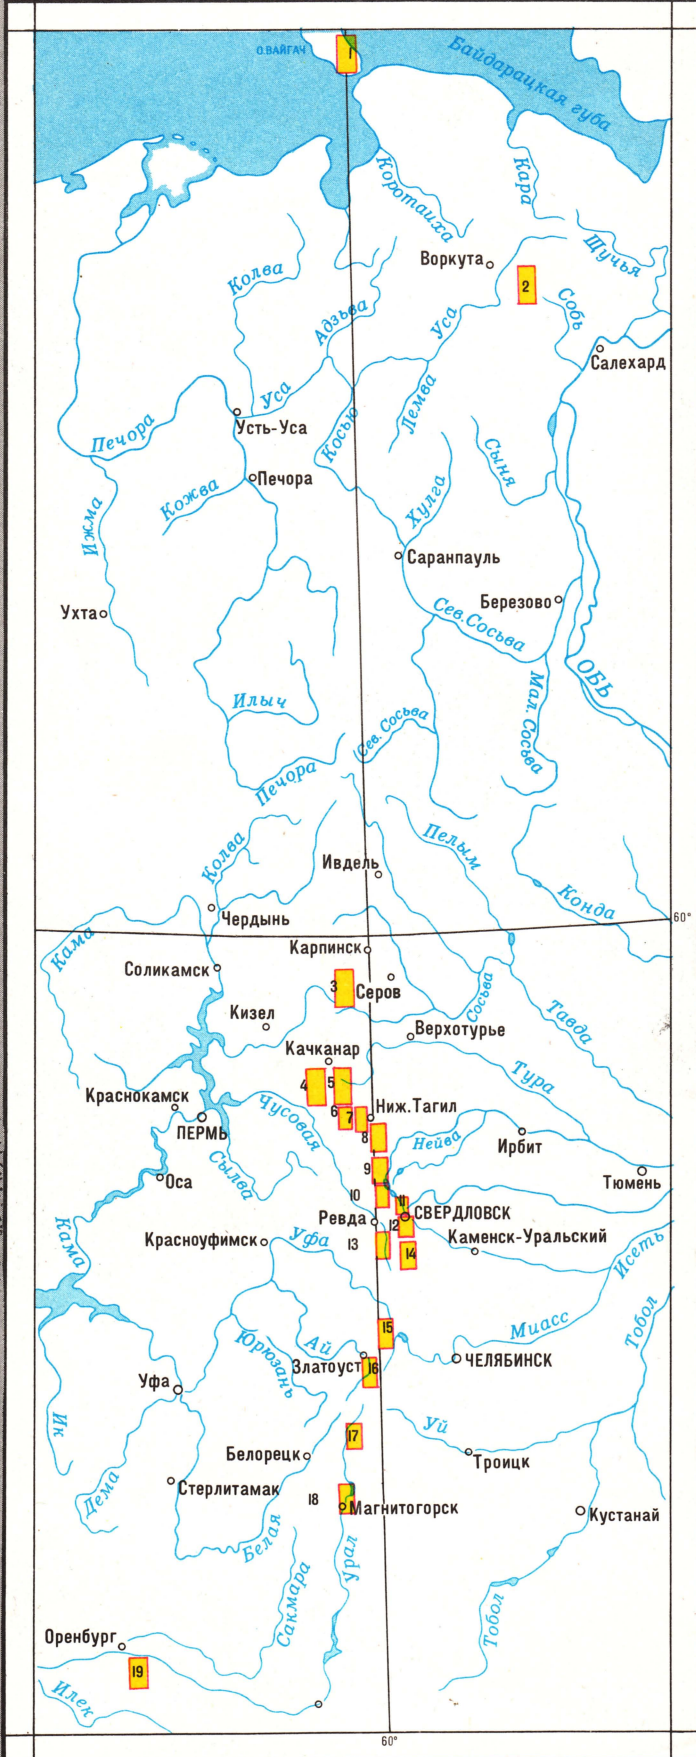 О.ВАЙГАЧ
1
Байдарацкая губа
Коротаиха
Кара
Щучья
Воркута
2
Колва
Адзьва
Уса
Собь
Салехард
Уса
Лемва
Усть-Уса
Косью
Печора
Печора
Сыня
Кожва
Хулга
Ижма
Саранпауль
Березово
Ухта
Сев.Сосьва
ОБЬ
Илыч
Мал. Сосьва
Сев. Сосьва
Печора
Пелым
Колва
Ивдель
Конда
Чердынь
60°
Кама
Карпинск
Соликамск
3
Серов
Сосьва
Тавда
Кизел
Верхотурье
Качканар
4
5
Тура
Краснокамск
Чусовая
6
7
Ниж.Тагил
ПЕРМЬ
8
Нейва
Ирбит
Сылва
9
Оса
Тюмень
10
11
Ревда
СВЕРДЛОВСК
12
Кама
Красноуфимск
Уфа
13
14
Каменск-Уральский
Исеть
15
Миасс
Тобол
Юрюзань
Ай
Златоуст
16
ЧЕЛЯБИНСК
Уфа
Ик
17
Уй
Белорецк
Троицк
Дема
Стерлитамак
18
Магнитогорск
Кустанай
Белая
Урал
Сакмара
Тобол
Оренбург
19
Илек
60°